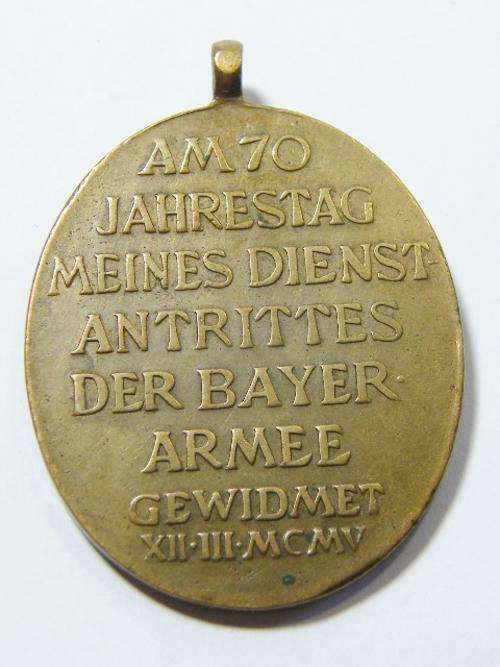 AM 70
JAHRESTAG
MEINES DIENST-
ANTRITTES
DER BAYER·
ARMEE
GEWIDMET
XII·III·MCMV